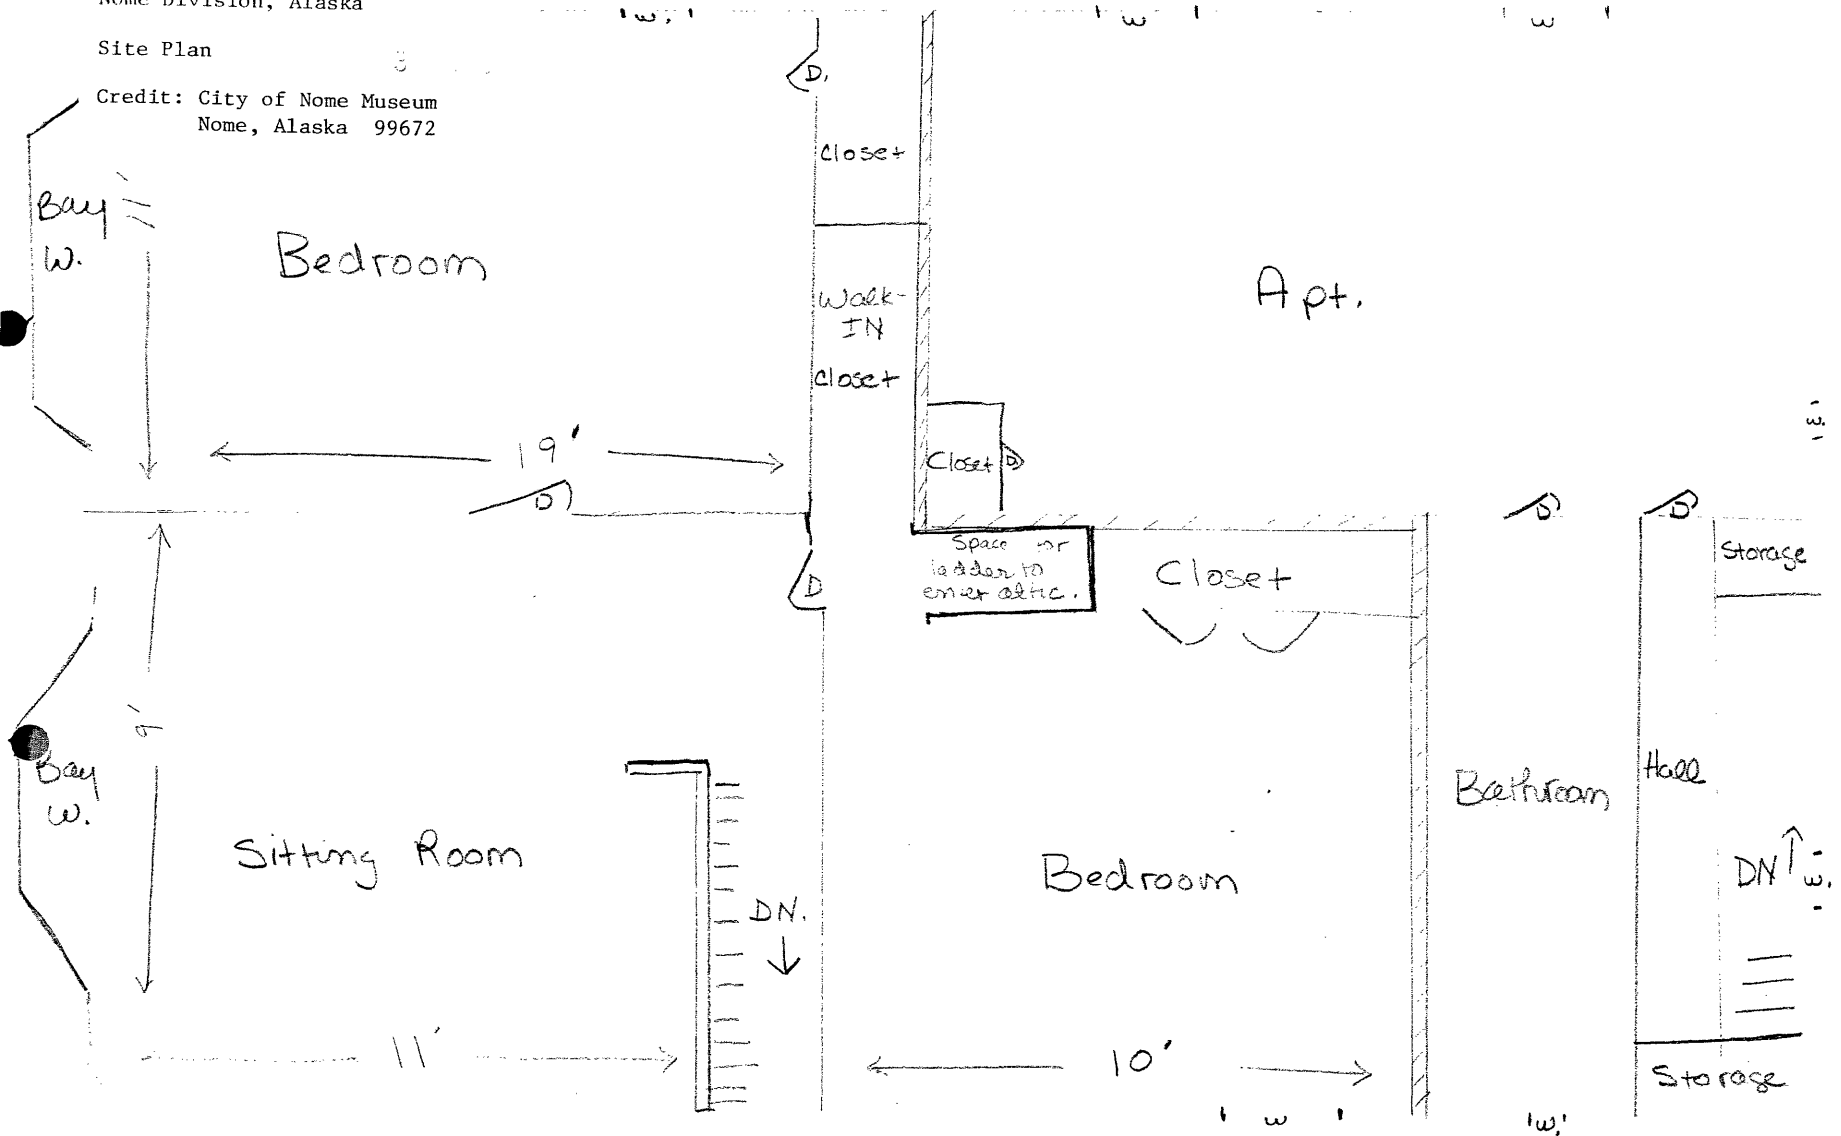 Nome Division, Alaska
Site Plan
Credit: City of Nome Museum
Nome, Alaska 99672
'w.'
'w'
'w'
D.
Closet
Bay
W.
11'
Bedroom
Walk-
IN
Closet
Apt.
'w.'
19'
Closet
D
D
D
D
D
Space for
ladder to
enter attic.
Closet
Storage
9'
Bay
W.
Sitting Room
DN.
Bedroom
Bathroom
Hall
DN
'w.'
11'
10'
Storage
'w'
'w.'